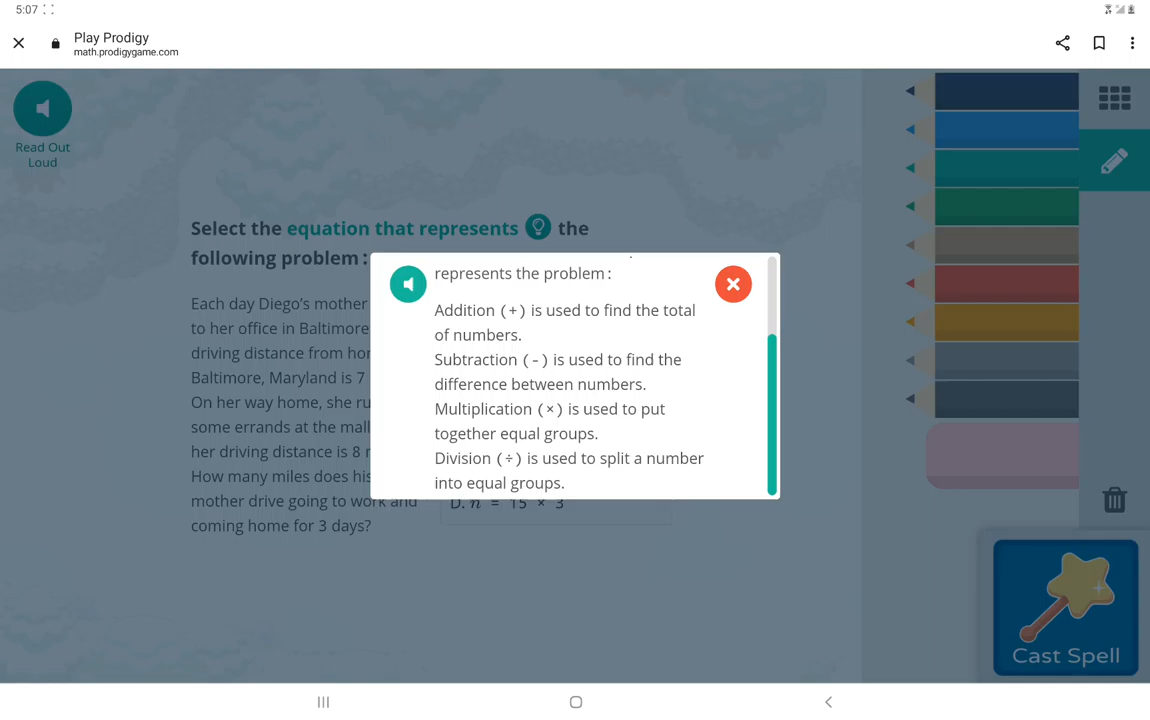 5:07
Play Prodigy
math.prodigygame.com
Read Out
Loud
Select the equation that represents the
following problem:
Each day Diego's mother
to her office in Baltimore
driving distance from
Baltimore, Maryland is 7
On her way home, she
some errands at the mall
her driving distance is 8
How many miles does his
mother drive going to work and
coming home for 3 days?
represents the problem:
Addition (+) is used to find the total
of numbers.
Subtraction (-) is used to find the
difference between numbers.
Multiplication (×) is used to put
together equal groups.
Division (÷) is used to split a number
into equal groups.
D. n = 15 × 3
Cast Spell